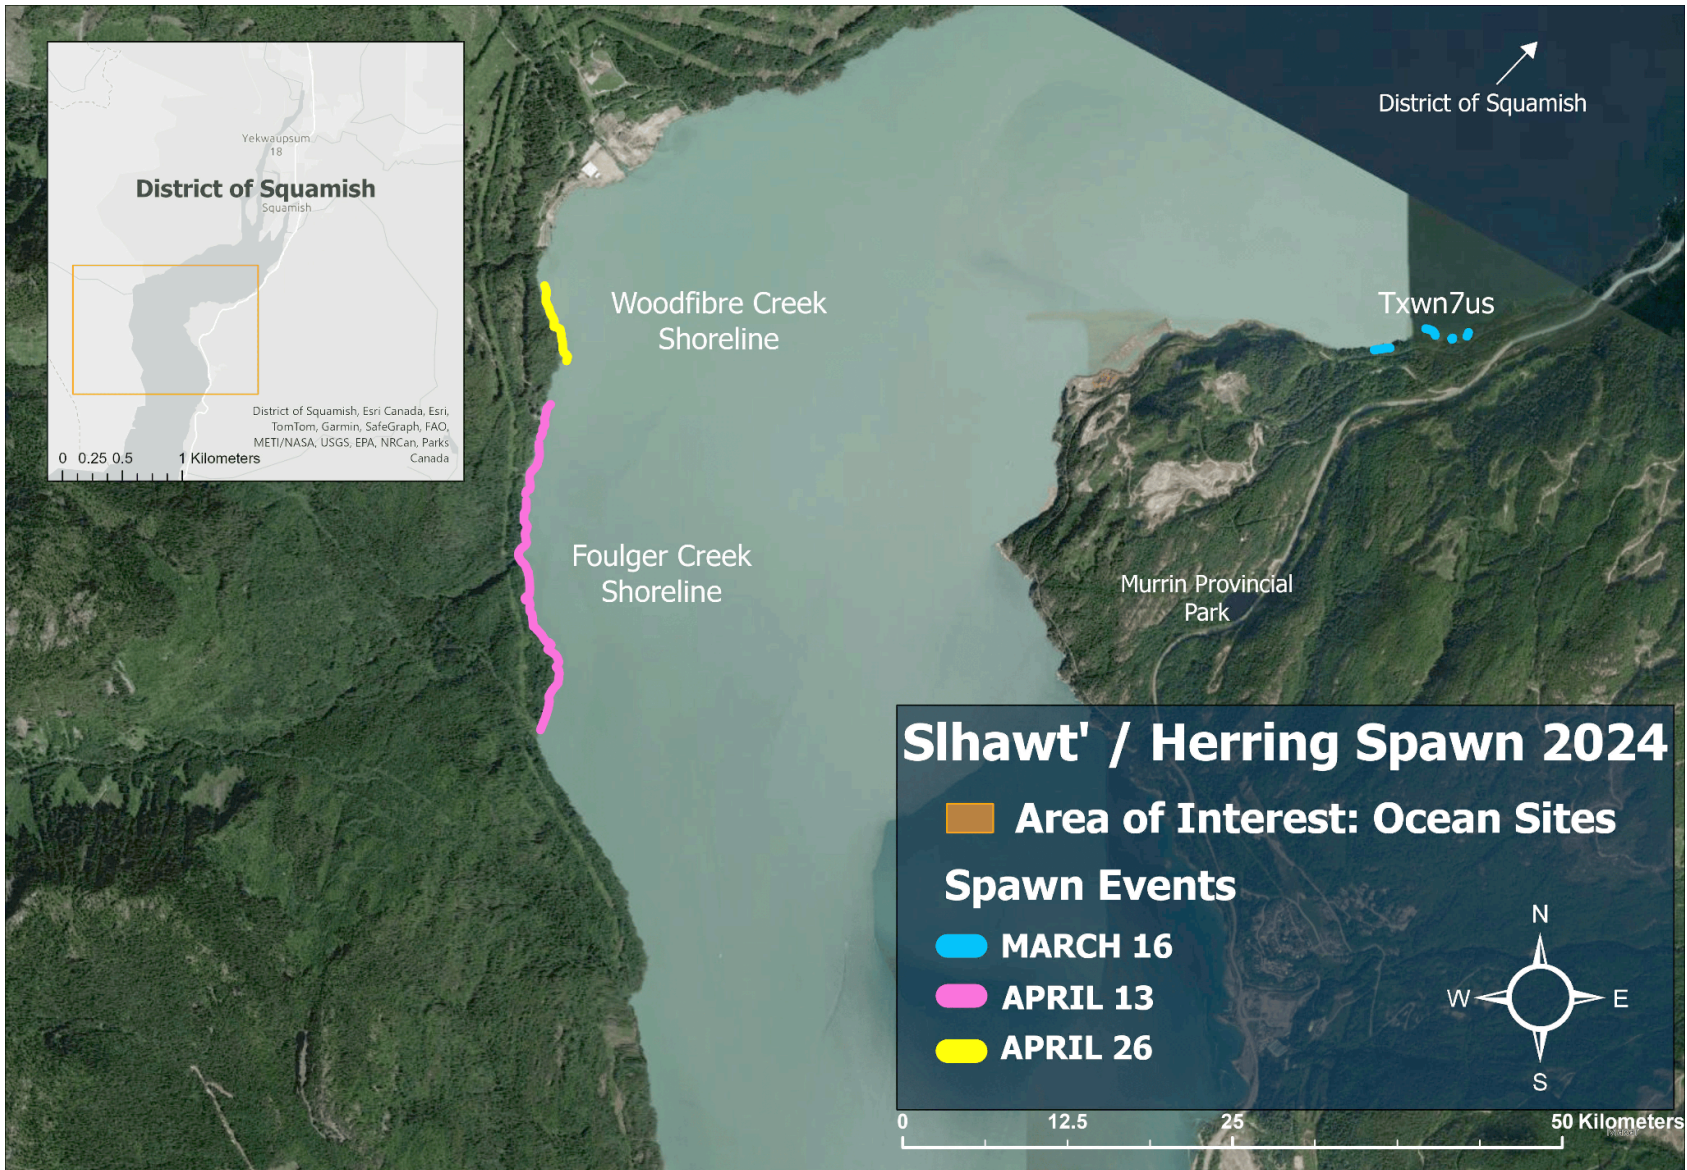 District of Squamish
Yekwaupsum
18
District of Squamish
Squamish
District of Squamish, Esri Canada, Esri,
TomTom, Garmin, SafeGraph, FAO,
METI/NASA, USGS, EPA, NRCan, Parks
Canada
0 0.25 0.5 1 Kilometers
Woodfibre Creek
Shoreline
Txwn7us
Foulger Creek
Shoreline
Murrin Provincial
Park
Slhawt' / Herring Spawn 2024
Area of Interest: Ocean Sites
Spawn Events
MARCH 16
APRIL 13
APRIL 26
N
W E
S
0 12.5 25 50 Kilometers